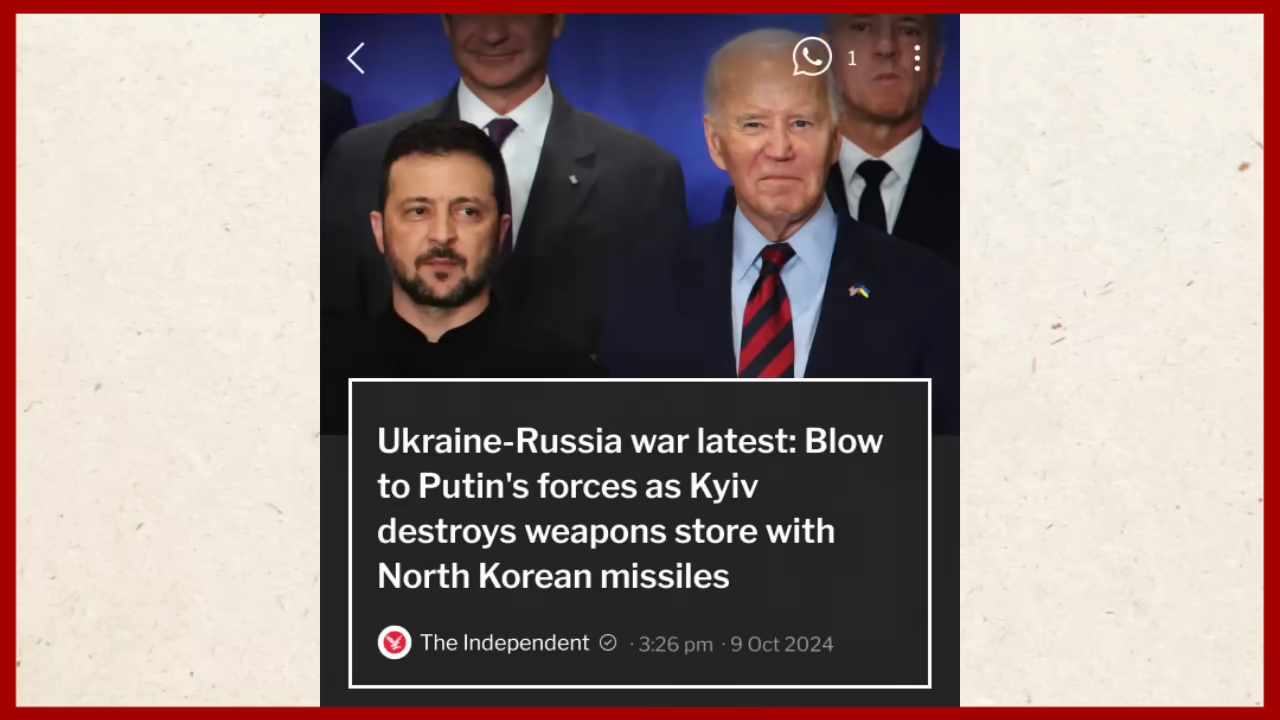 1
Ukraine-Russia war latest: Blow
to Putin's forces as Kyiv
destroys weapons store with
North Korean missiles
The Independent · 3:26 pm · 9 Oct 2024